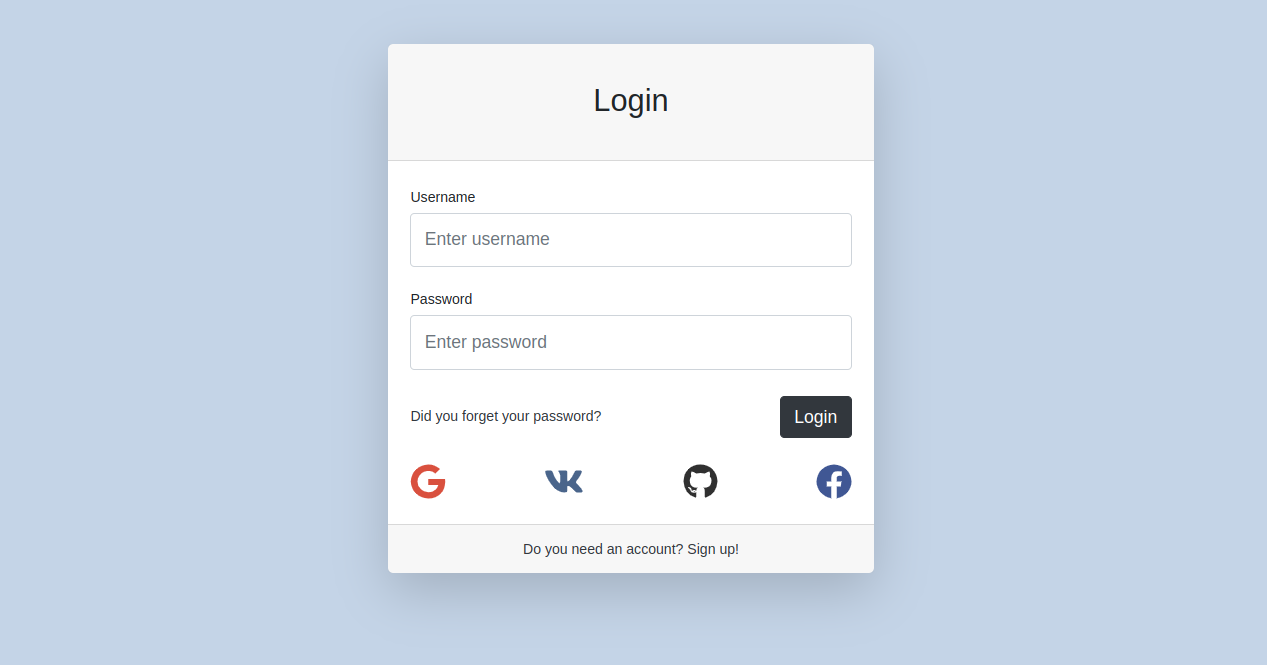 Login
Username
Enter username
Password
Enter password
Did you forget your password?
Login
Do you need an account? Sign up!